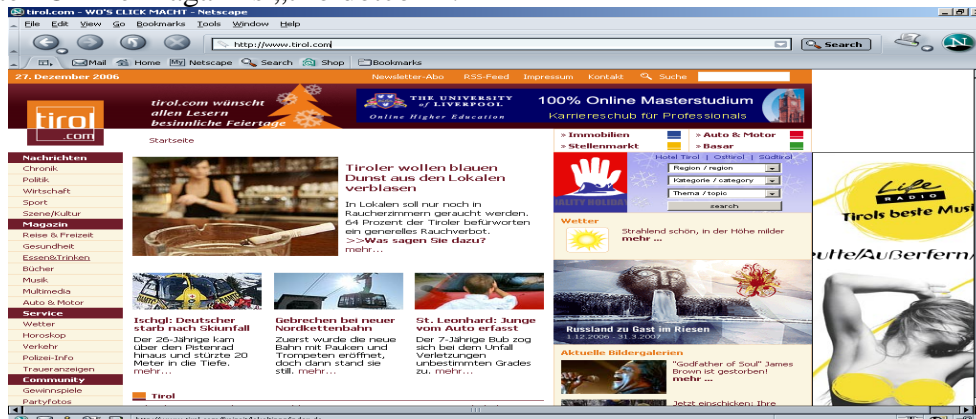 tirol.com - WO'S CLICK MACHT - Netscape
File Edit View Go Bookmarks Tools Window Help
http://www.tirol.com
Search
Mail Home My Netscape Search Shop Bookmarks
27. Dezember 2006
Newsletter-Abo RSS-Feed Impressum Kontakt Suche
tirol
.com
tirol.com wünscht
allen Lesern
besinnliche Feiertage
THE UNIVERSITY
of LIVERPOOL
Online Higher Education
100% Online Masterstudium
Karriereschub für Professionals
Startseite
» Immobilien
» Auto & Motor
» Stellenmarkt
» Basar
Nachrichten
Chronik
Politik
Wirtschaft
Sport
Szene/Kultur
Magazin
Reise & Freizeit
Gesundheit
Essen&Trinken
Bücher
Musik
Multimedia
Auto & Motor
Service
Wetter
Horoskop
Verkehr
Polizei-Info
Traueranzeigen
Community
Gewinnspiele
Partyfotos
Tiroler wollen blauen
Dunst aus den Lokalen
verblasen
In Lokalen soll nur noch in
Raucherzimmern geraucht werden.
64 Prozent der Tiroler befürworten
ein generelles Rauchverbot.
>>Was sagen Sie dazu?
mehr...
Ischgl: Deutscher
starb nach Skiunfall
Der 26-Jährige kam
über den Pistenrad
hinaus und stürzte 20
Meter in die Tiefe.
mehr...
Gebrechen bei neuer
Nordkettenbahn
Zuerst wurde die neue
Bahn mit Pauken und
Trompeten eröffnet,
doch dann stand sie
still. mehr...
St. Leonhard: Junge
vom Auto erfasst
Der 7-Jährige Bub zog
sich bei dem Unfall
Verletzungen
unbestimmten Grades
zu. mehr...
Tirol
Hotel Tirol | Osttirol | Südtirol
Region / region
Kategorie / category
Thema / topic
search
ALITY HOLIDAY
Wetter
Strahlend schön, in der Höhe milder
mehr ...
Russland zu Gast im Riesen
1.12.2006 - 31.3.2007
Aktuelle Bildergalerien
"Godfather of Soul" James
Brown ist gestorben!
mehr ...
Jetzt einschicken: Ihre
Life
RADIO
Tirols beste Musi
utte/Außerfern/